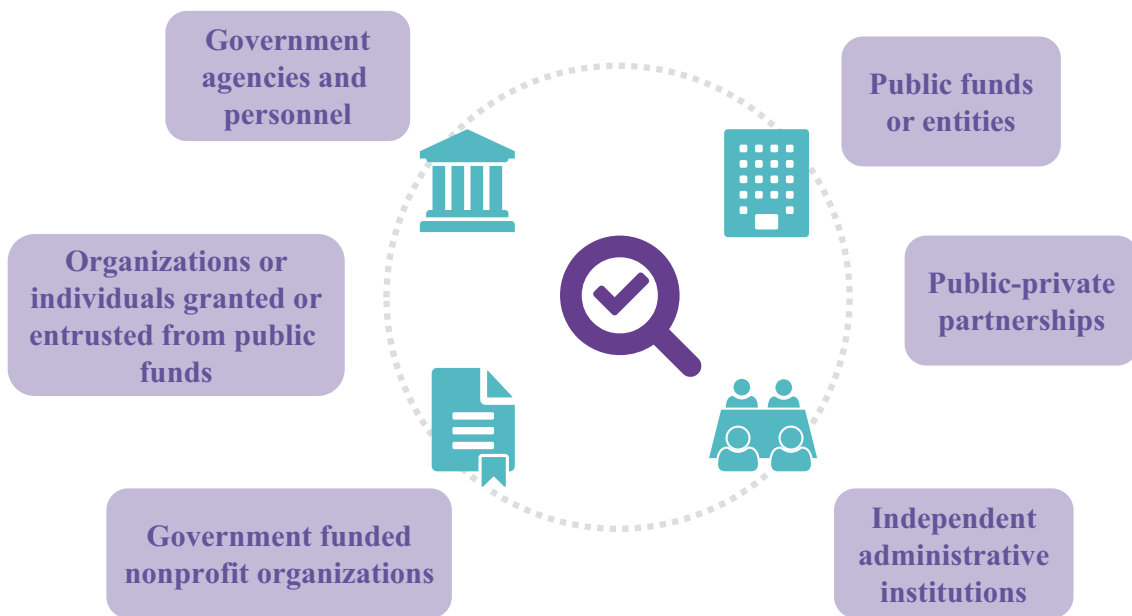 Government
agencies and
personnel
Public funds
or entities
Organizations or
individuals granted or
entrusted from public
funds
Public-private
partnerships
Government funded
nonprofit organizations
Independent
administrative
institutions